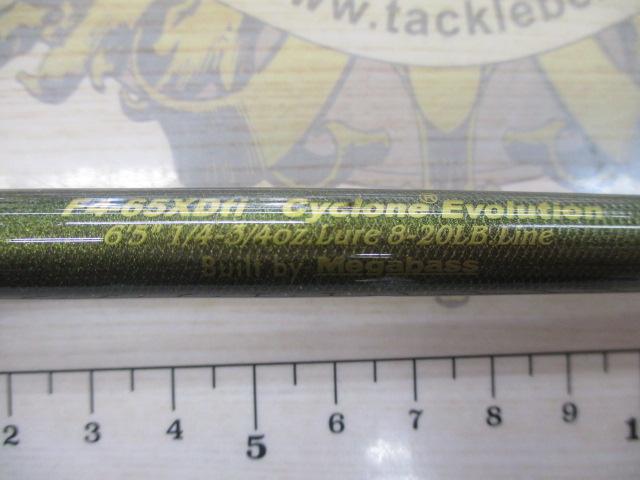 www.tacklebe
F4-65XDti Cyclone® Evolution
6'5" 1/4-3/4oz.Lure 8-20LB.Line
Built by Megabass
2 3 4 5 6 7 8 9 1